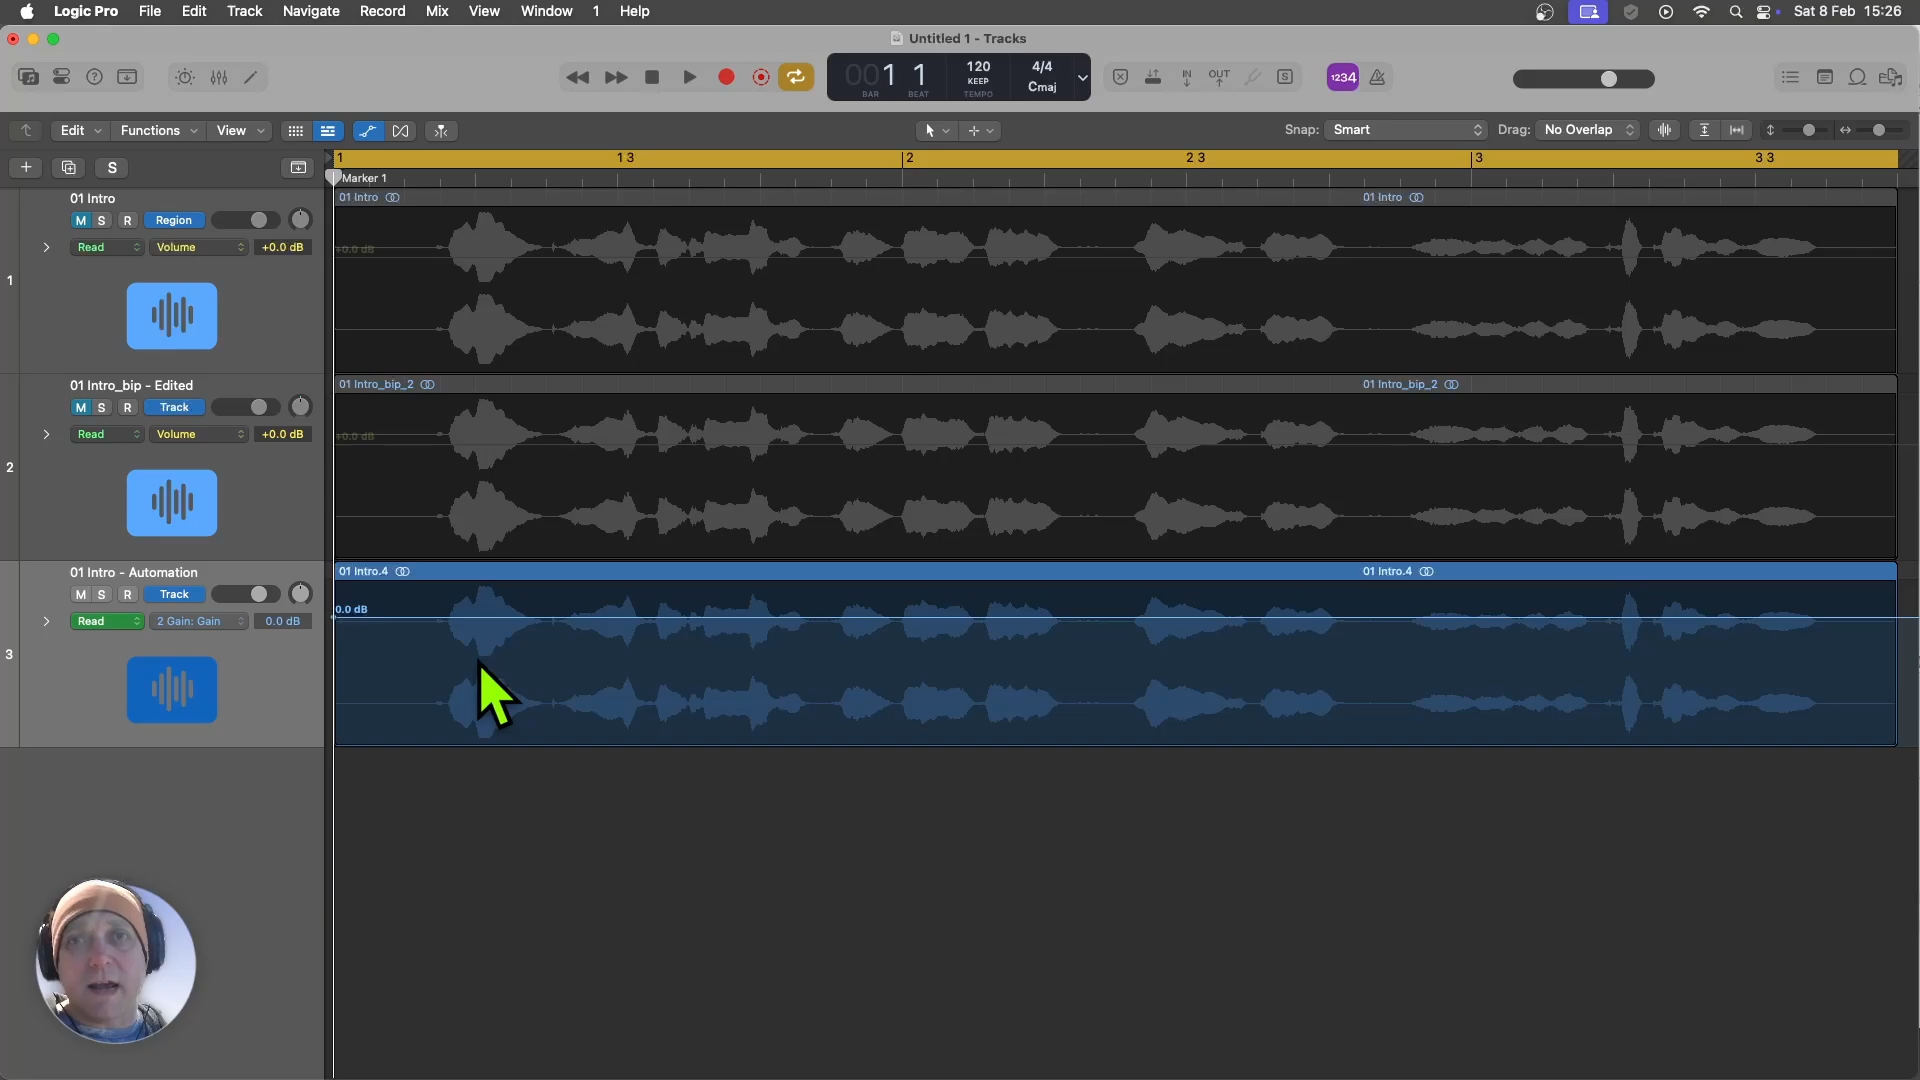 Logic Pro File Edit Track Navigate Record Mix View Window 1 Help Sat 8 Feb 15:26
Untitled 1 - Tracks
001 1 120 4/4
KEEP Cmaj
BAR BEAT TEMPO
IN OUT S 1234
Edit Functions View Snap: Smart Drag: No Overlap
S
1 1 3 2 2 3 3 3 3
Marker 1
01 Intro
M S R Region
Read Volume +0.0 dB
1
01 Intro 01 Intro
+0.0 dB
01 Intro_bip - Edited
M S R Track
Read Volume +0.0 dB
2
01 Intro_bip_2 01 Intro_bip_2
+0.0 dB
01 Intro - Automation
M S R Track
Read 2 Gain: Gain 0.0 dB
3
01 Intro.4 01 Intro.4
0.0 dB